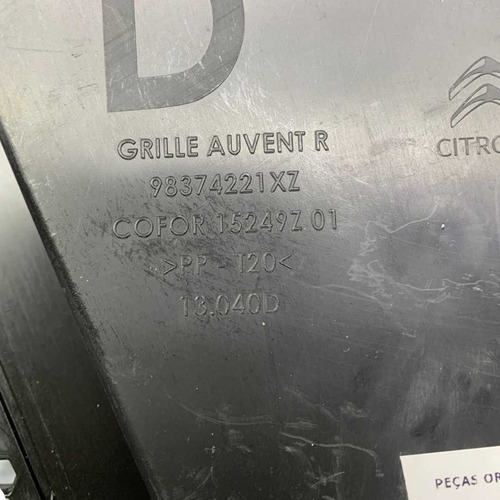 D
GRILLE AUVENT R
98374221XZ
COFOR 15249Z 01
>PP - T20<
13.040D
CITRO
PEÇAS OR